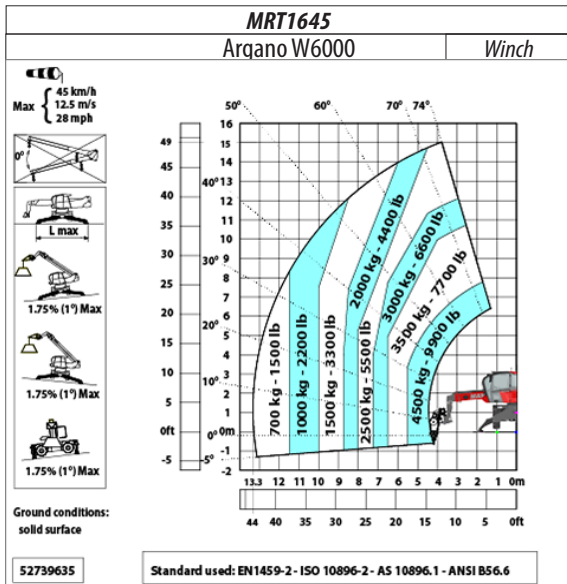 MRT1645
Argano W6000
Winch
Max
45 km/h
12.5 m/s
28 mph
0°
L max
1.75% (1°) Max
1.75% (1°) Max
1.75% (1°) Max
Ground conditions:
solid surface
50°
60°
70°
74°
40°
30°
20°
10°
0°
-5°
49
45
40
35
30
25
20
15
10
5
0ft
-5
16
15
14
13
12
11
10
9
8
7
6
5
4
3
2
1
0m
-1
-2
700 kg - 1500 lb
1000 kg - 2200 lb
1500 kg - 3300 lb
2000 kg - 4400 lb
2500 kg - 5500 lb
3000 kg - 6600 lb
3500 kg - 7700 lb
4500 kg - 9900 lb
13.3 12 11 10 9 8 7 6 5 4 3 2 1 0m
44 40 35 30 25 20 15 10 5 0ft
52739635
Standard used: EN1459-2 - ISO 10896-2 - AS 10896.1 - ANSI B56.6